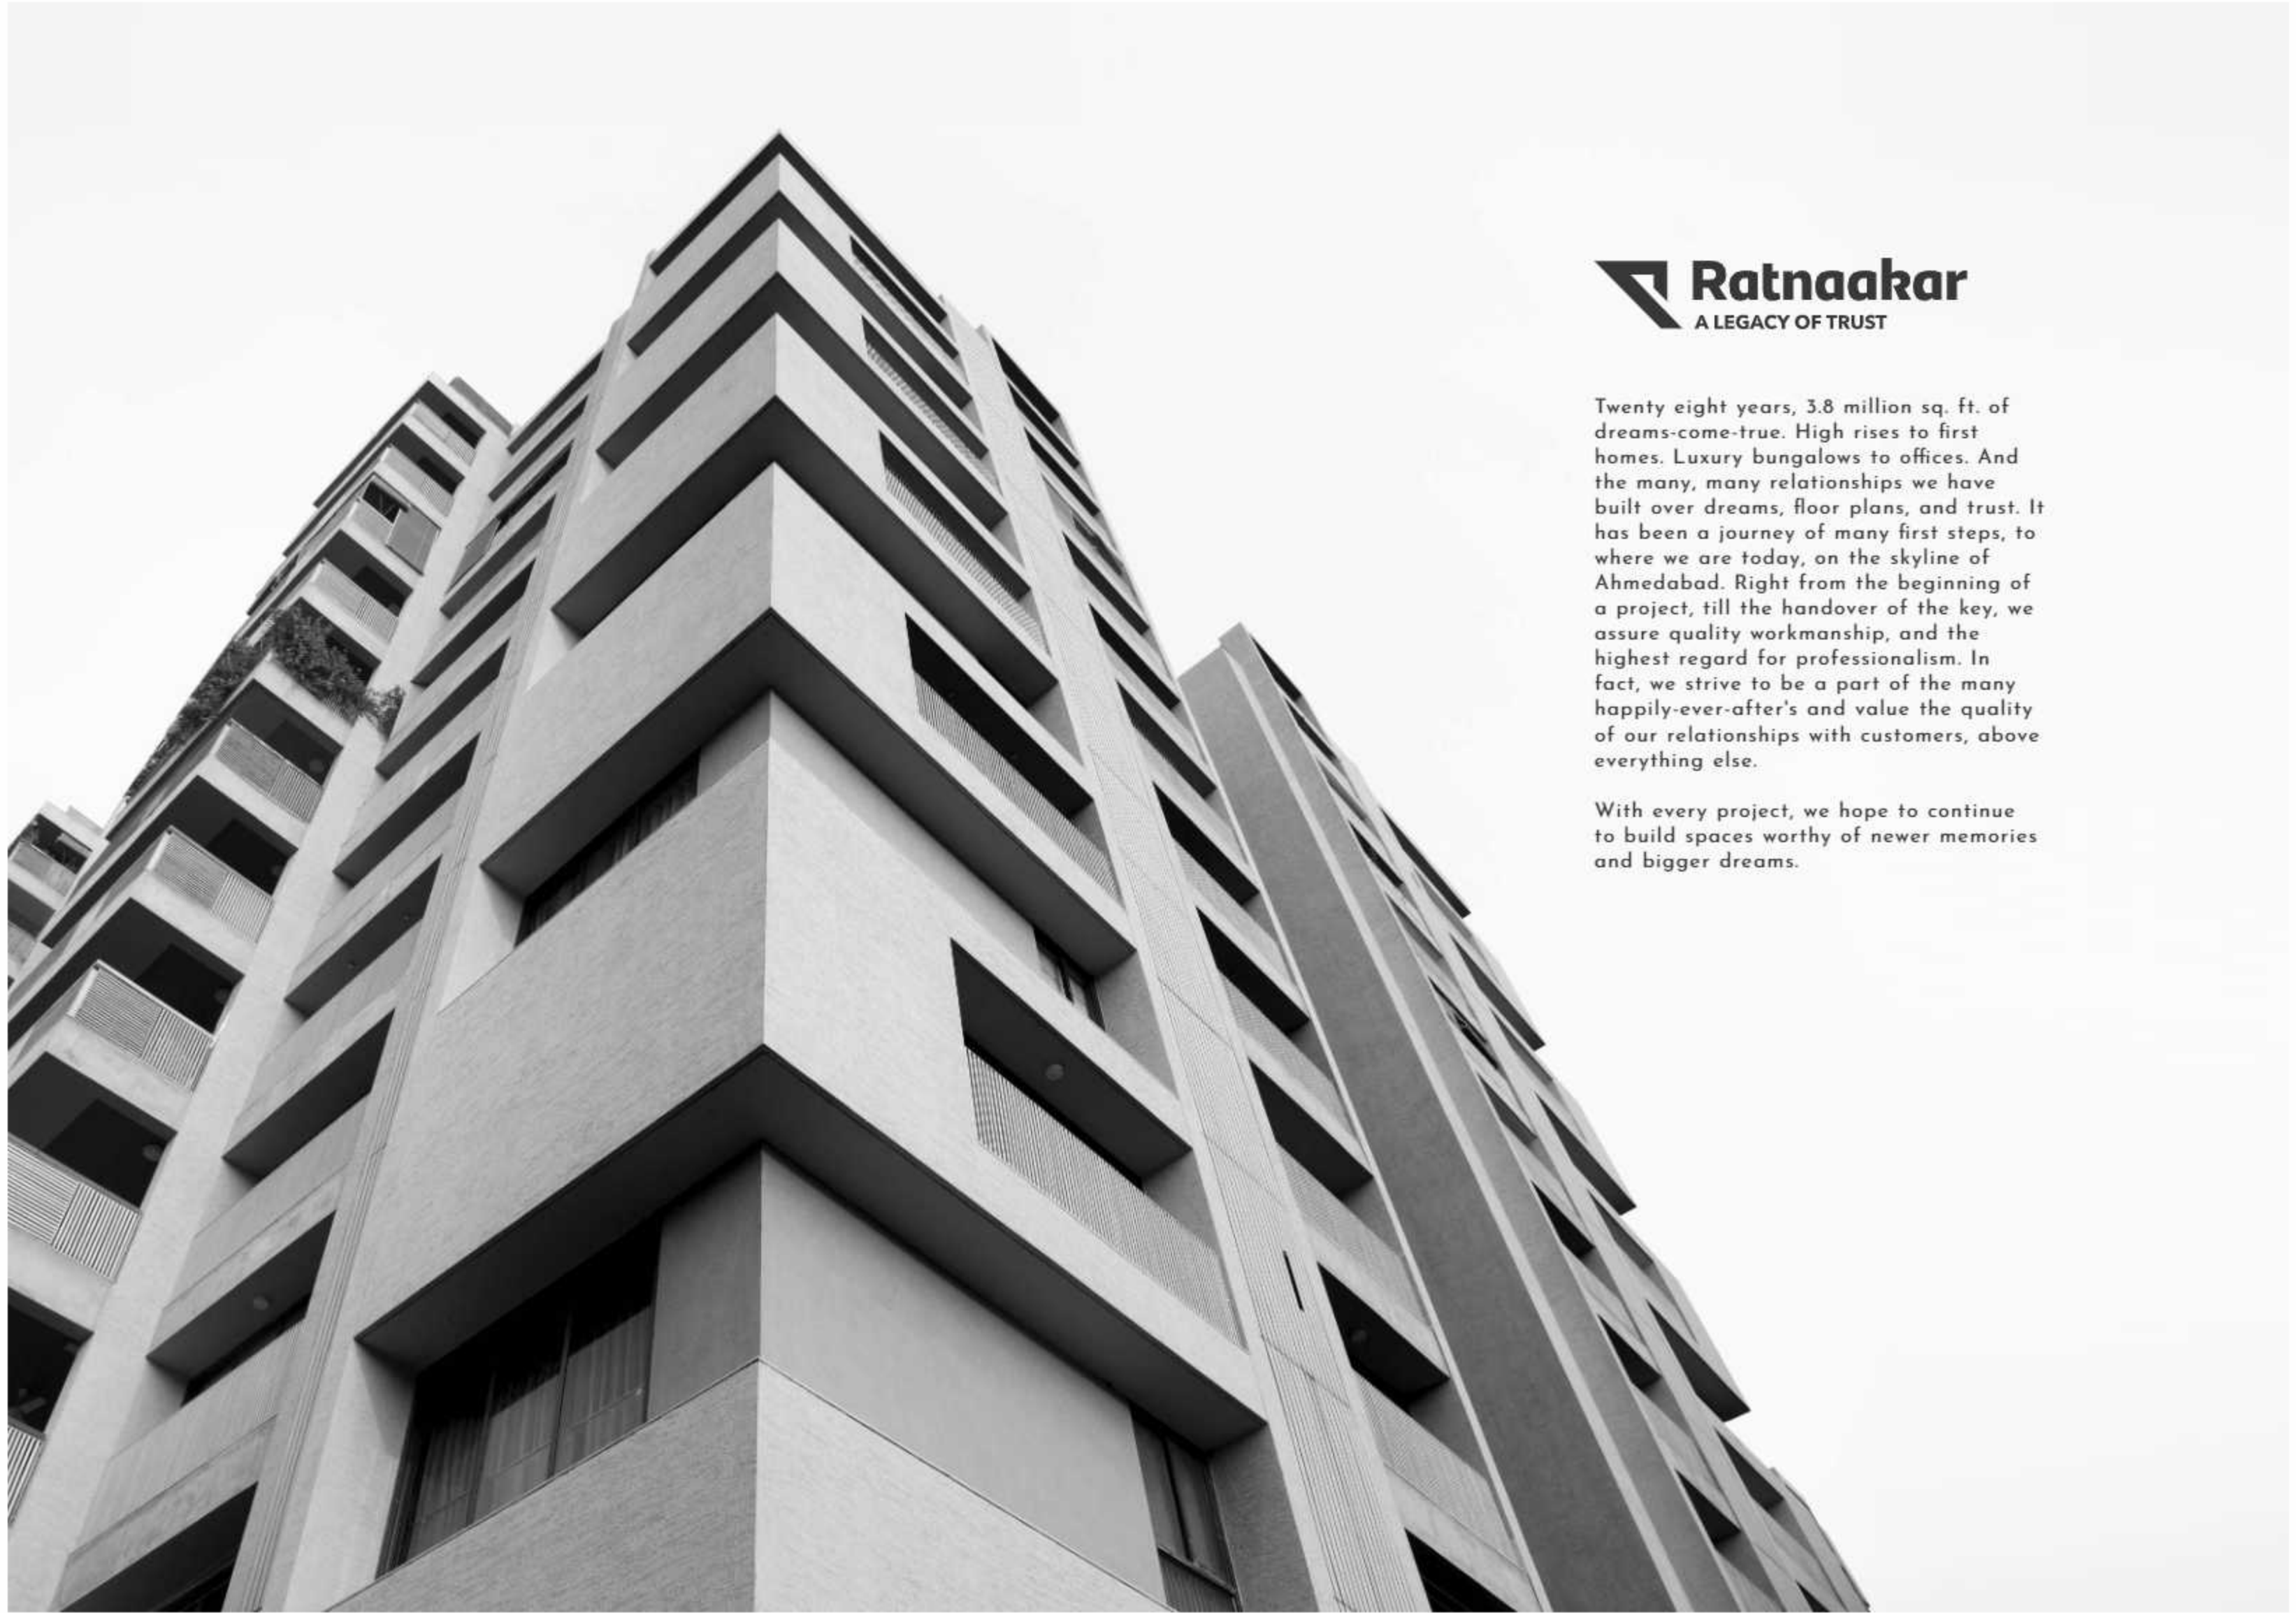 Ratnaakar
A LEGACY OF TRUST
Twenty eight years, 3.8 million sq. ft. of
dreams-come-true. High rises to first
homes. Luxury bungalows to offices. And
the many, many relationships we have
built over dreams, floor plans, and trust. It
has been a journey of many first steps, to
where we are today, on the skyline of
Ahmedabad. Right from the beginning of
a project, till the handover of the key, we
assure quality workmanship, and the
highest regard for professionalism. In
fact, we strive to be a part of the many
happily-ever-after's and value the quality
of our relationships with customers, above
everything else.
With every project, we hope to continue
to build spaces worthy of newer memories
and bigger dreams.